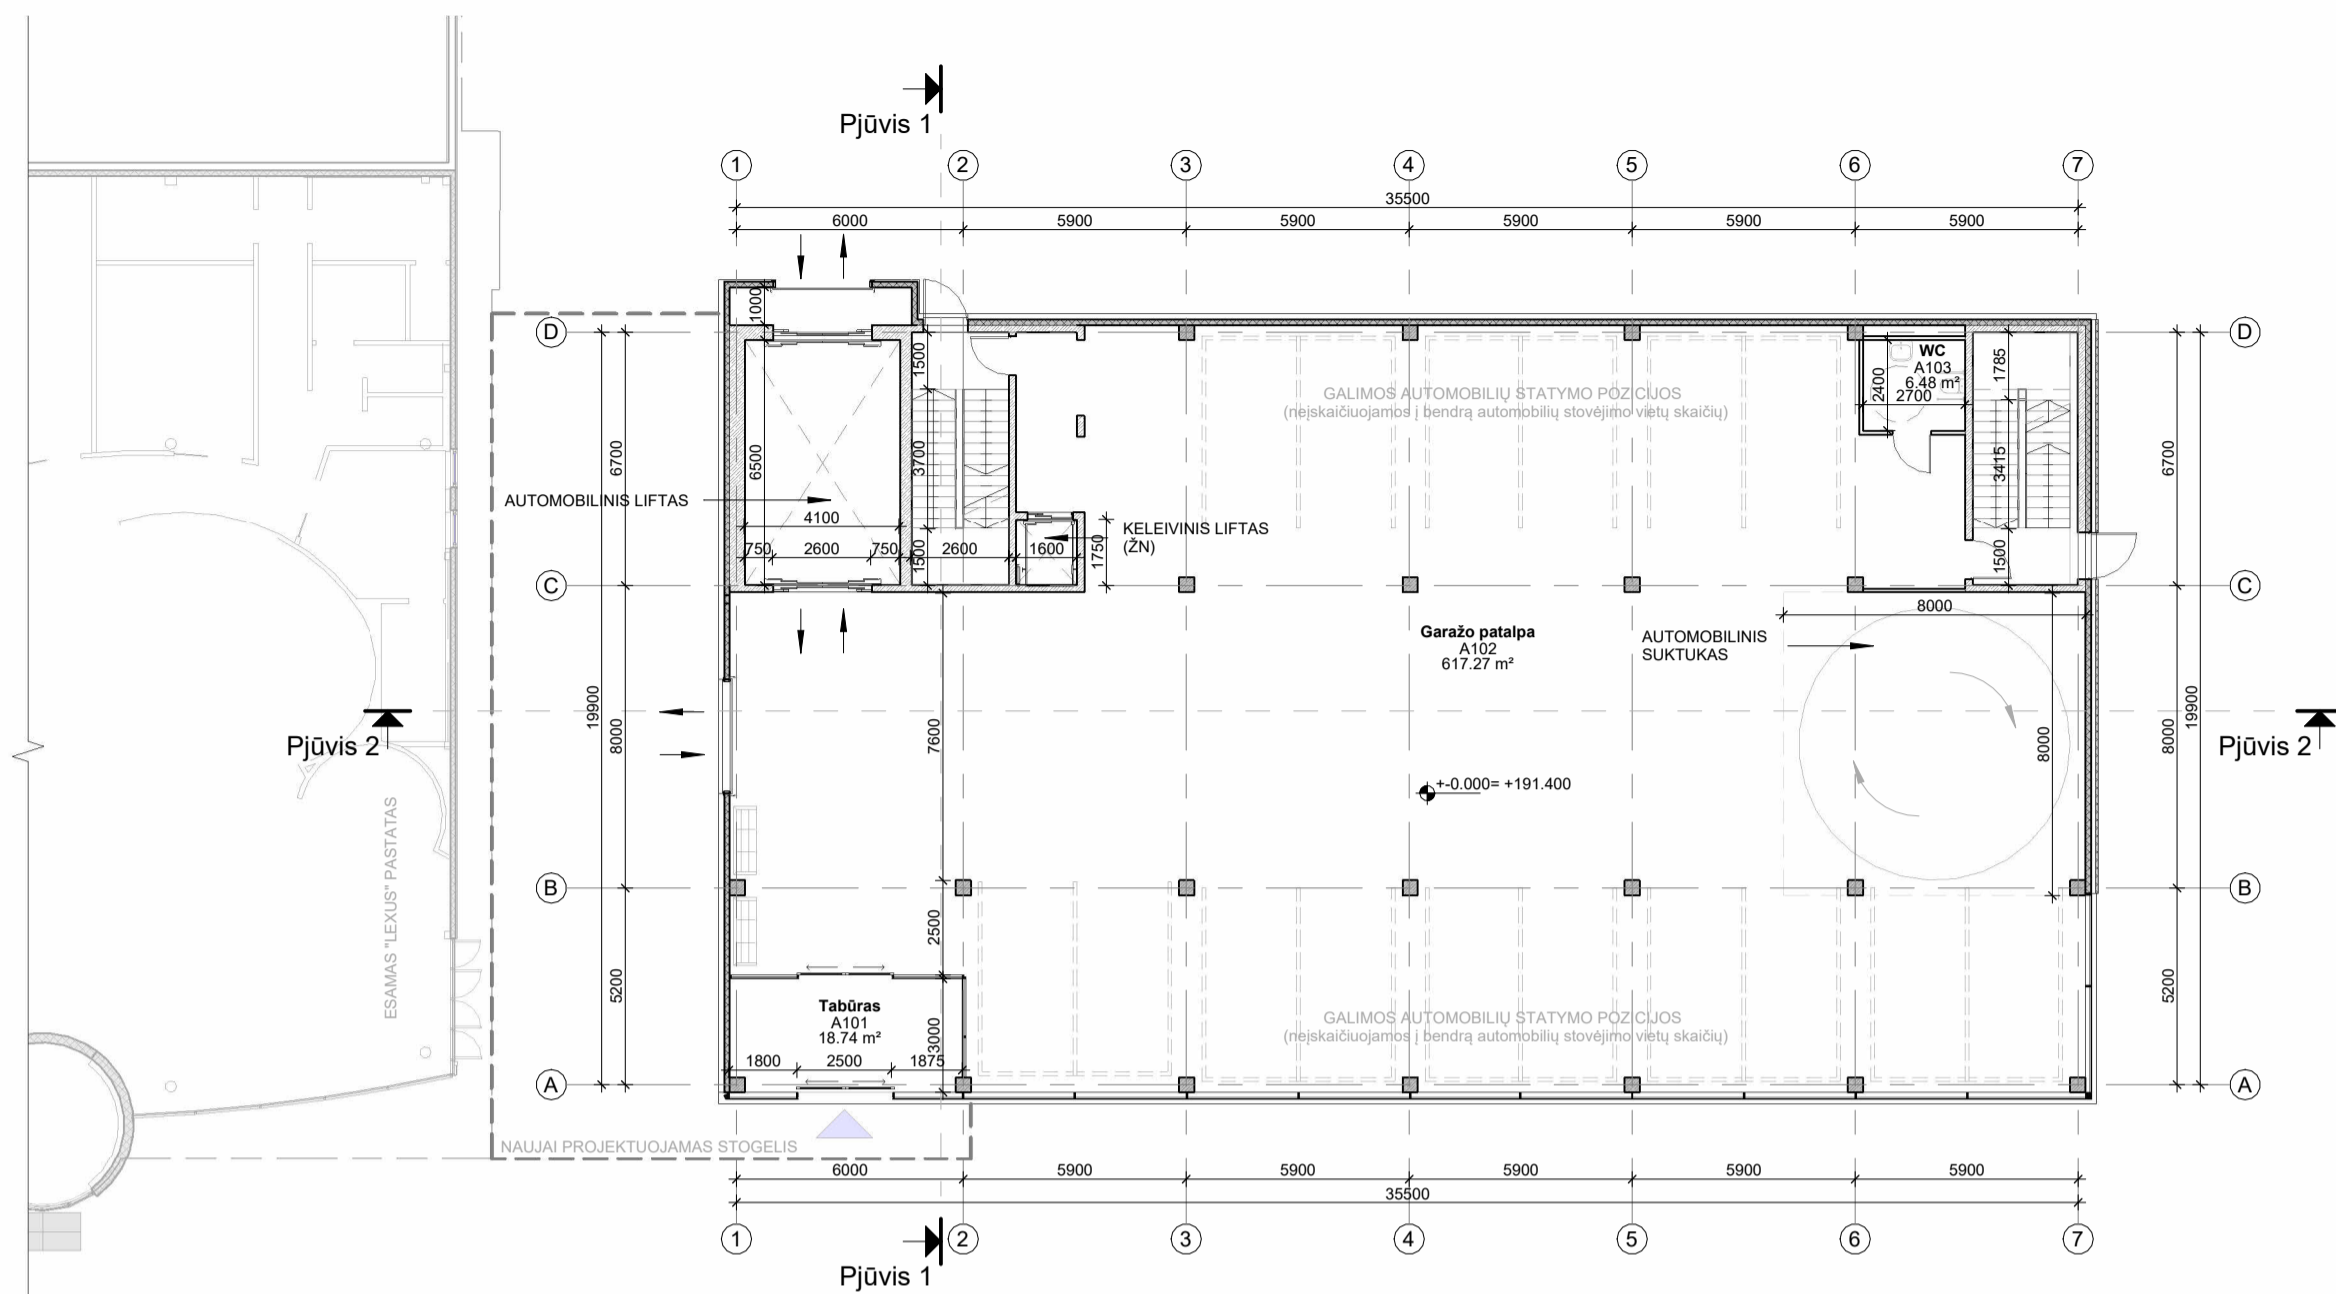 Pjūvis 1
1 2 3 4 5 6 7
35500
6000 5900 5900 5900 5900 5900
D D
1000
1500
2400
2700
1785
WC
A103
6.48 m²
GALIMOS AUTOMOBILIŲ STATYMO POZICIJOS
(neįskaičiuojamos į bendrą automobilių stovėjimo vietų skaičių)
6700
6500
3700
3415
6700
AUTOMOBILINIS LIFTAS
4100
KELEIVINIS LIFTAS
(ŽN)
750 2600 750 1500 2600 1600 1750
1500
C C
8000
Garažo patalpa
A102
617.27 m²
AUTOMOBILINIS
SUKTUKAS
19900
8000
7600
8000
8000
19900
Pjūvis 2
Pjūvis 2
+-0.000= +191.400
ESAMAS "LEXUS" PASTATAS
B B
2500
5200
5200
Tabūras
A101
18.74 m²
3000
1800 2500 1875
GALIMOS AUTOMOBILIŲ STATYMO POZICIJOS
(neįskaičiuojamos į bendrą automobilių stovėjimo vietų skaičių)
A A
NAUJAI PROJEKTUOJAMAS STOGELIS
6000 5900 5900 5900 5900 5900
35500
1 2 3 4 5 6 7
Pjūvis 1